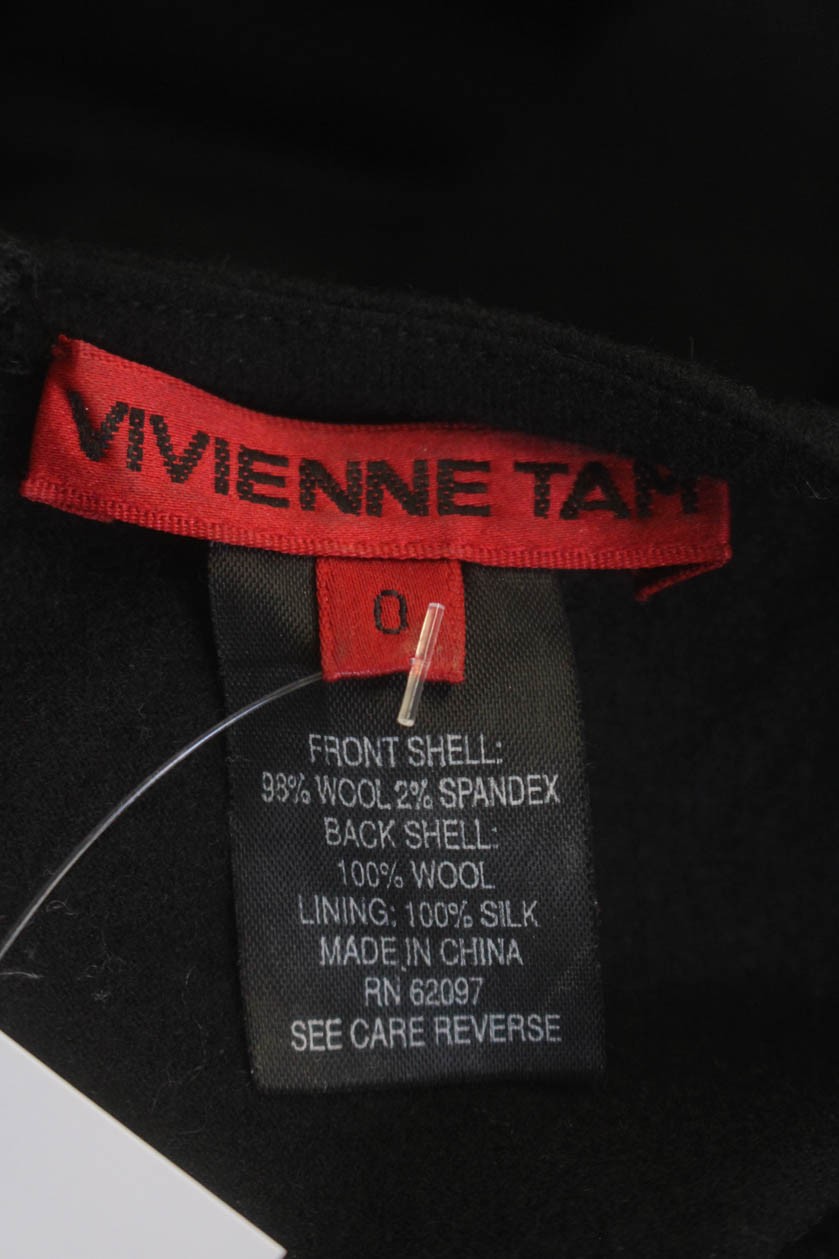 VIVIENNE TAM
0
FRONT SHELL:
98% WOOL 2% SPANDEX
BACK SHELL:
100% WOOL
LINING: 100% SILK
MADE IN CHINA
RN 62097
SEE CARE REVERSE